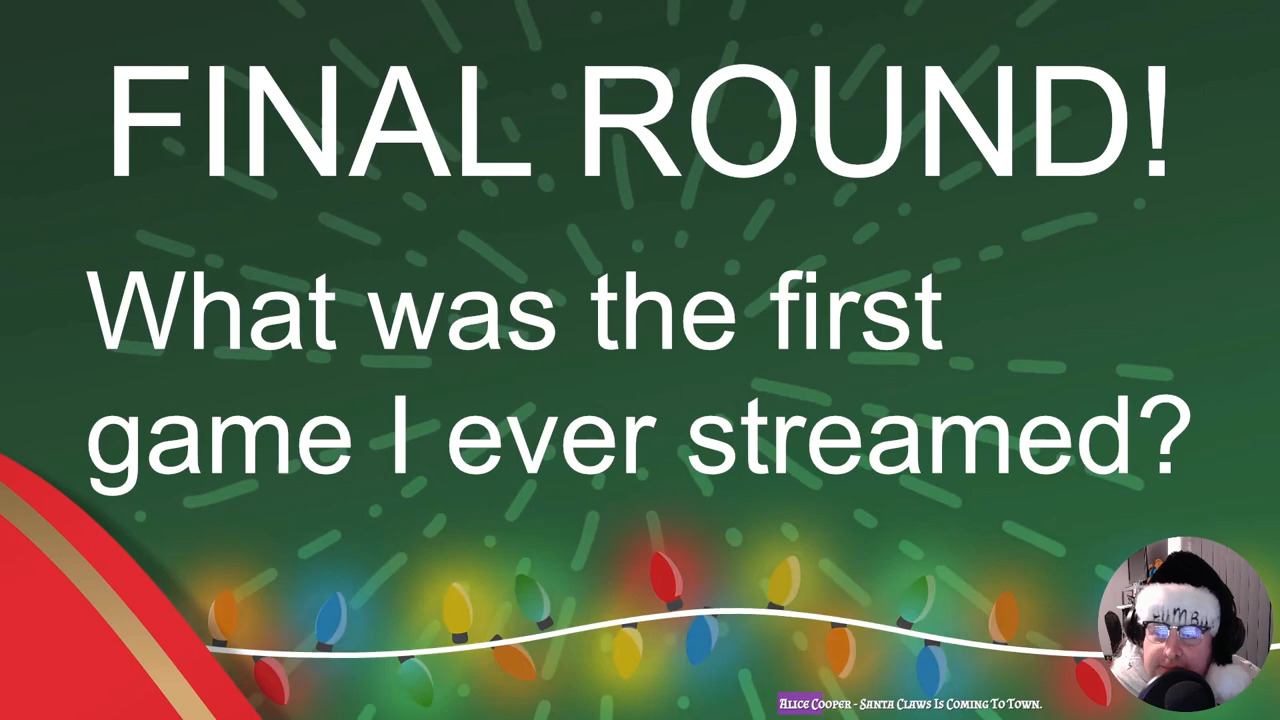 FINAL ROUND!
What was the first
game I ever streamed?
Alice Cooper - Santa Claws Is Coming To Town.